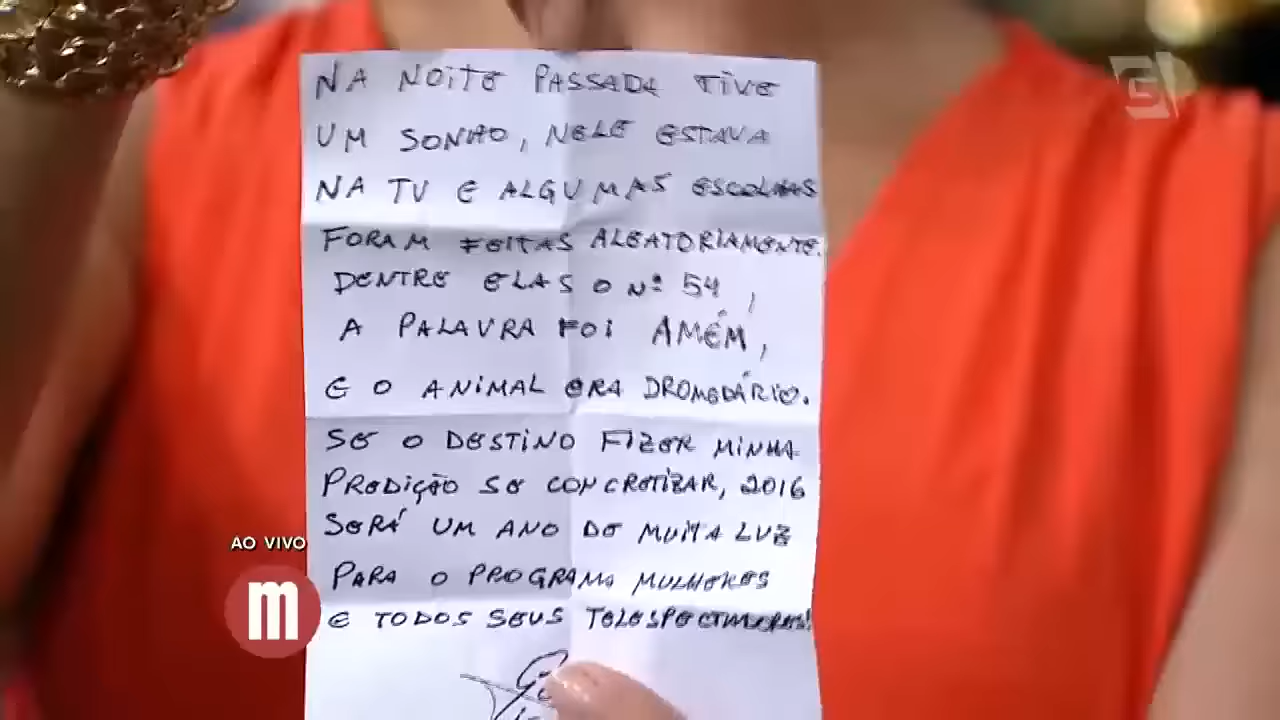 NA NOITE PASSADA TIVE
UM SONHO, NELE ESTAVA
NA TV E ALGUMAS ESCOLHAS
FORAM FEITAS ALEATORIAMENTE.
DENTRE ELAS O Nº 54,
A PALAVRA FOI AMÉM,
E O ANIMAL ERA DROMEDÁRIO.
SE O DESTINO FIZER MINHA
PREDIÇÃO SE CONCRETIZAR, 2016
SERÁ UM ANO DE MUITA LUZ
PARA O PROGRAMA MULHERES
E TODOS SEUS TELESPECTADORES!
AO VIVO
m
G